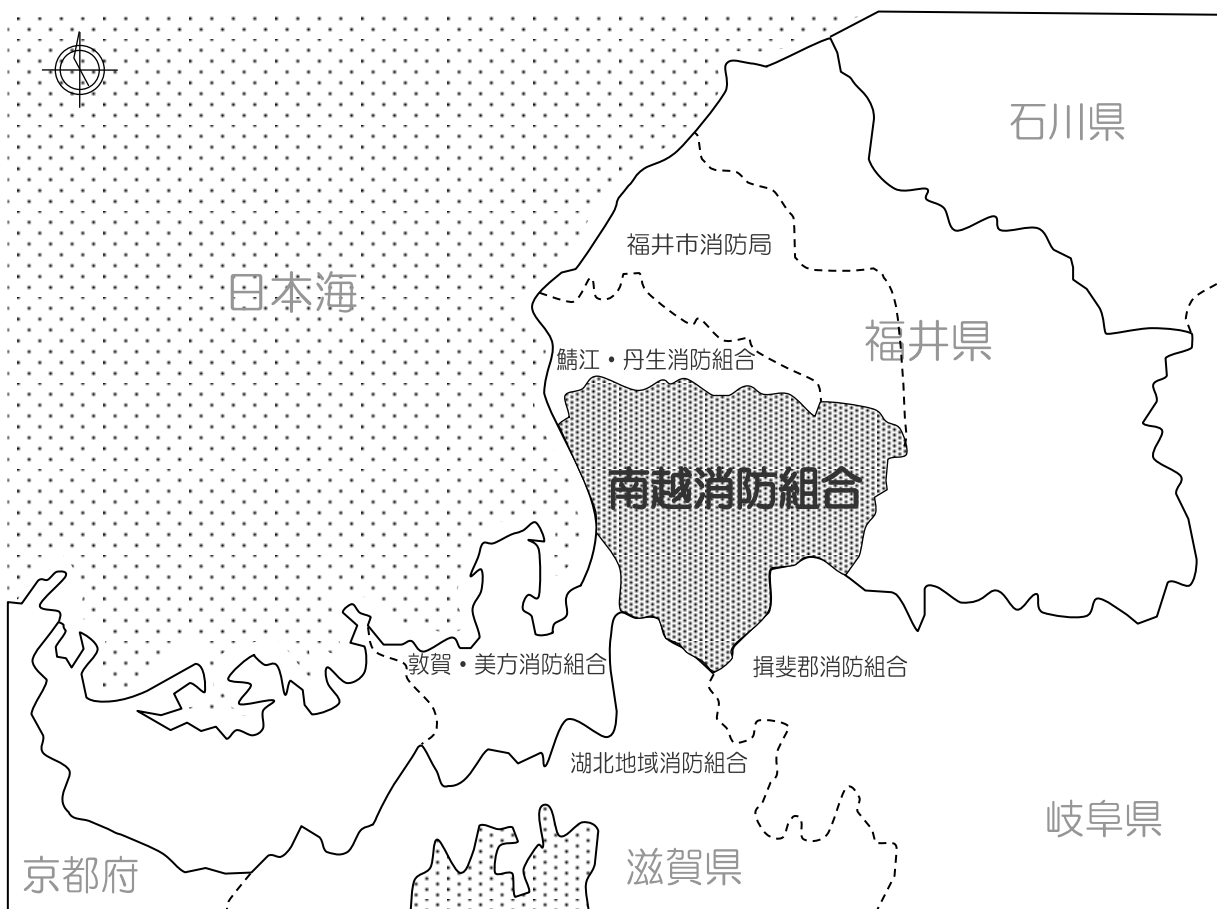 石川県
福井市消防局
日本海
福井県
鯖江・丹生消防組合
南越消防組合
敦賀・美方消防組合
揖斐郡消防組合
湖北地域消防組合
岐阜県
滋賀県
京都府